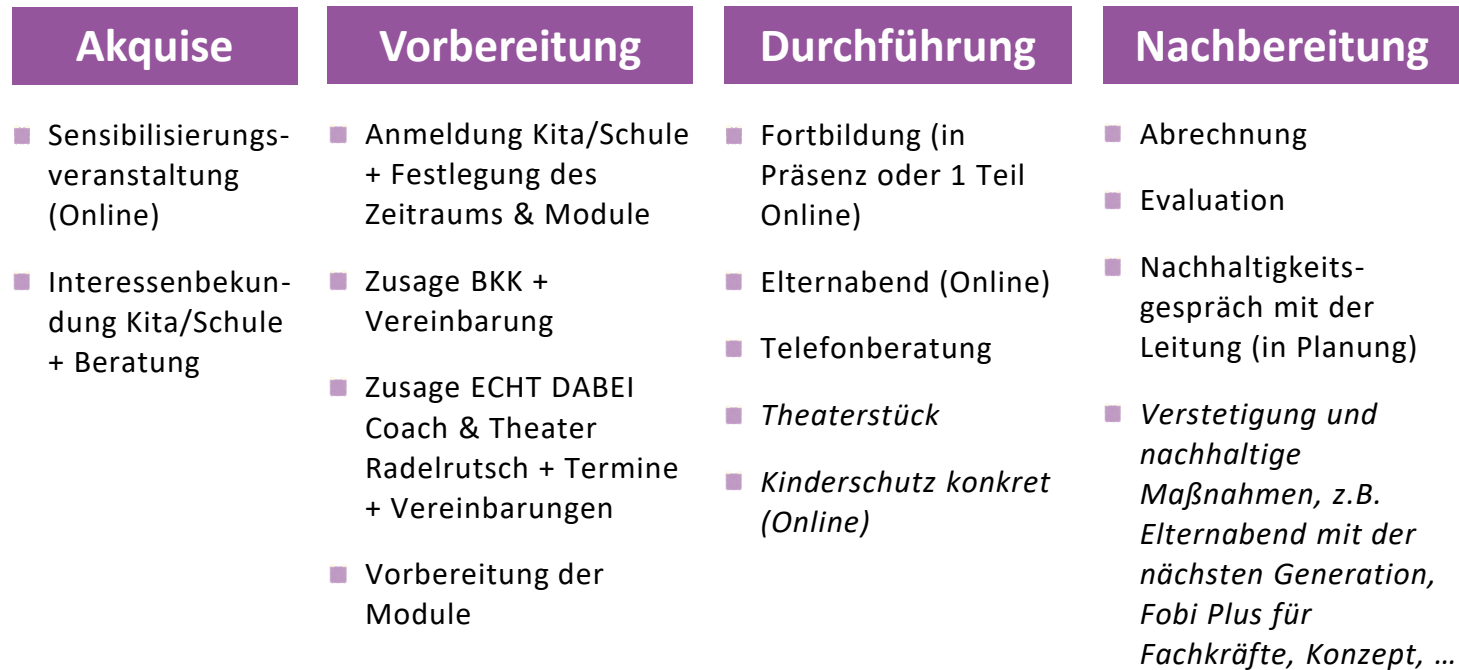 Akquise
Sensibilisierungs-
veranstaltung
(Online)
Interessenbekun-
dung Kita/Schule
+ Beratung
Vorbereitung
Anmeldung Kita/Schule
+ Festlegung des
Zeitraums & Module
Zusage BKK +
Vereinbarung
Zusage ECHT DABEI
Coach & Theater
Radelrutsch + Termine
+ Vereinbarungen
Vorbereitung der
Module
Durchführung
Fortbildung (in
Präsenz oder 1 Teil
Online)
Elternabend (Online)
Telefonberatung
Theaterstück
Kinderschutz konkret
(Online)
Nachbereitung
Abrechnung
Evaluation
Nachhaltigkeits-
gespräch mit der
Leitung (in Planung)
Verstetigung und
nachhaltige
Maßnahmen, z.B.
Elternabend mit der
nächsten Generation,
Fobi Plus für
Fachkräfte, Konzept, …